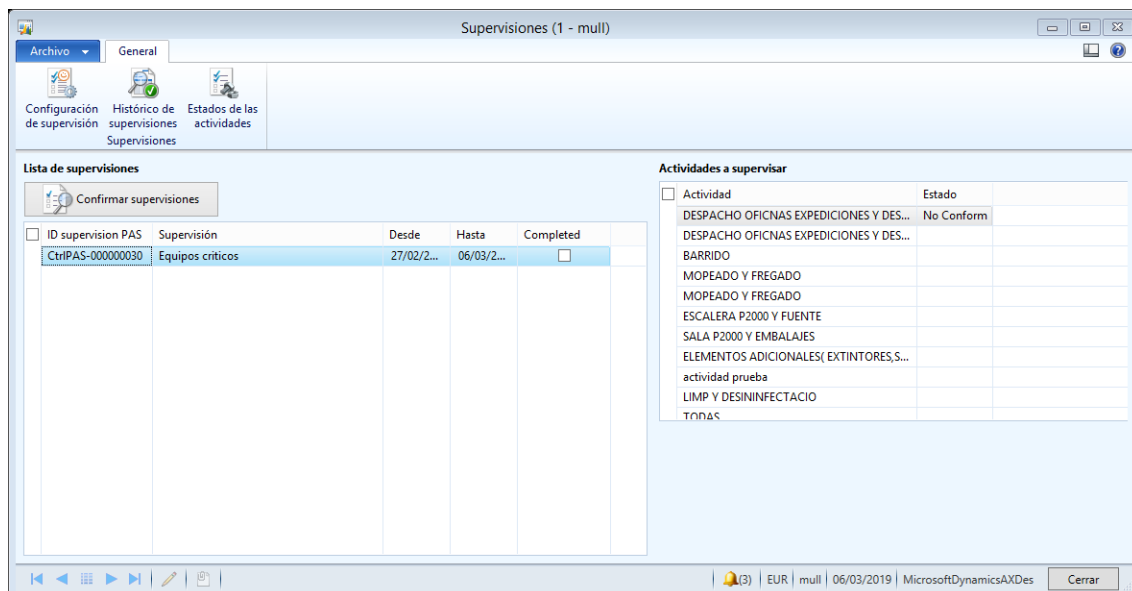 Supervisiones (1 - mull)
Archivo
General
Configuración de supervisión
Histórico de supervisiones
Estados de las actividades
Supervisiones
Lista de supervisiones
Confirmar supervisiones
ID supervision PAS Supervisión Desde Hasta Completed
CtrlPAS-000000030 Equipos criticos 27/02/2... 06/03/2...
Actividades a supervisar
Actividad Estado
DESPACHO OFICNAS EXPEDICIONES Y DES... No Conform
DESPACHO OFICNAS EXPEDICIONES Y DES...
BARRIDO
MOPEADO Y FREGADO
MOPEADO Y FREGADO
ESCALERA P2000 Y FUENTE
SALA P2000 Y EMBALAJES
ELEMENTOS ADICIONALES( EXTINTORES,S...
actividad prueba
LIMP Y DESININFECTACIO
TODAS
(3) EUR mull 06/03/2019 MicrosoftDynamicsAXDes Cerrar